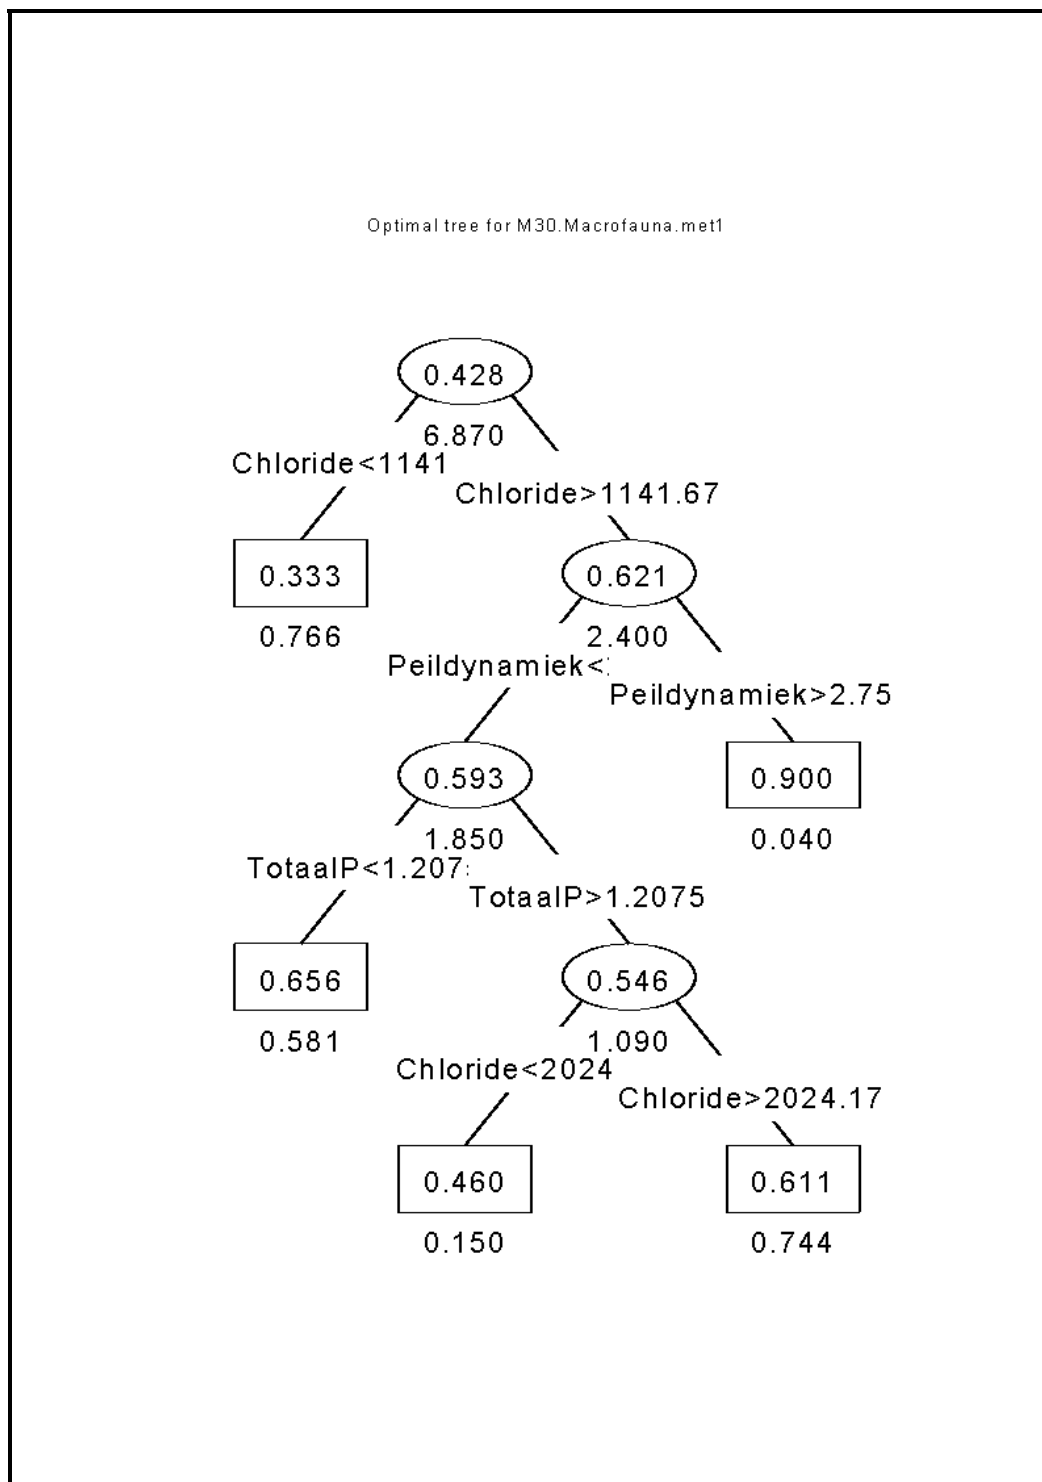 Optimal tree for M30.Macrofauna.met1
0.428
6.870
Chloride<1141
Chloride>1141.67
0.333
0.621
0.766
2.400
Peildynamiek<
Peildynamiek>2.75
0.593
0.900
1.850
0.040
TotaalP<1.207
TotaalP>1.2075
0.656
0.546
0.581
1.090
Chloride<2024
Chloride>2024.17
0.460
0.611
0.150
0.744